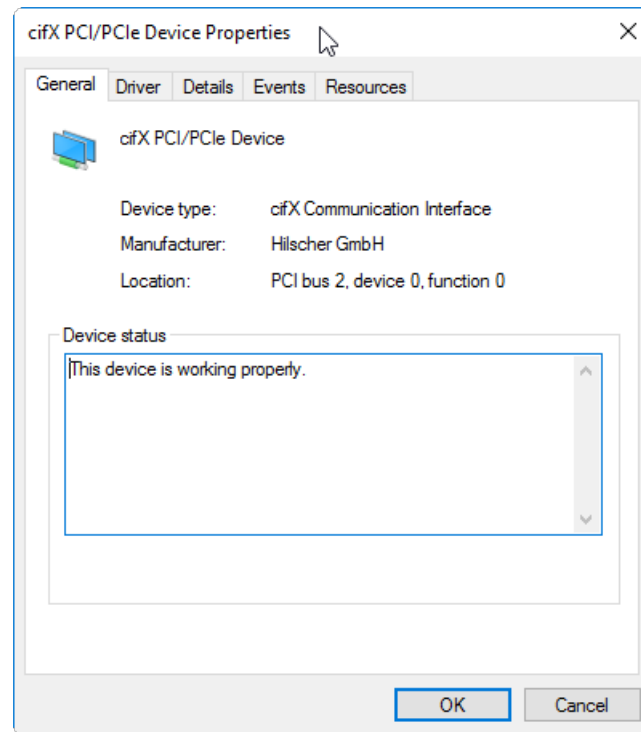 cifX PCI/PCIe Device Properties
General Driver Details Events Resources
cifX PCI/PCIe Device
Device type: cifX Communication Interface
Manufacturer: Hilscher GmbH
Location: PCI bus 2, device 0, function 0
Device status
This device is working properly.
OK Cancel